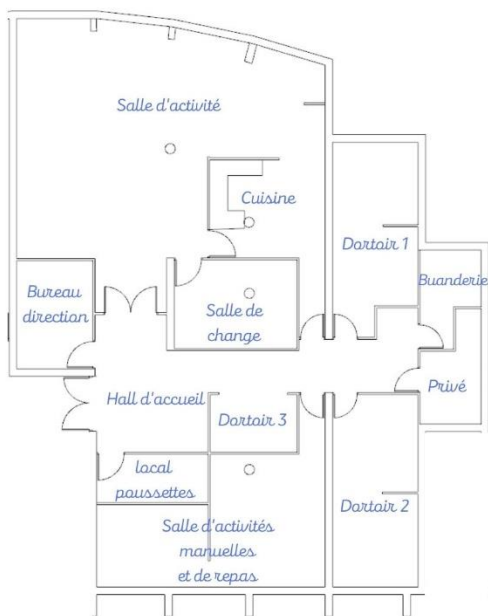 Salle d'activité
Cuisine
Dortoir 1
Buanderie
Bureau
direction
Salle de
change
Privé
Hall d'accueil
Dortoir 3
local
poussettes
Dortoir 2
Salle d'activités
manuelles
et de repas